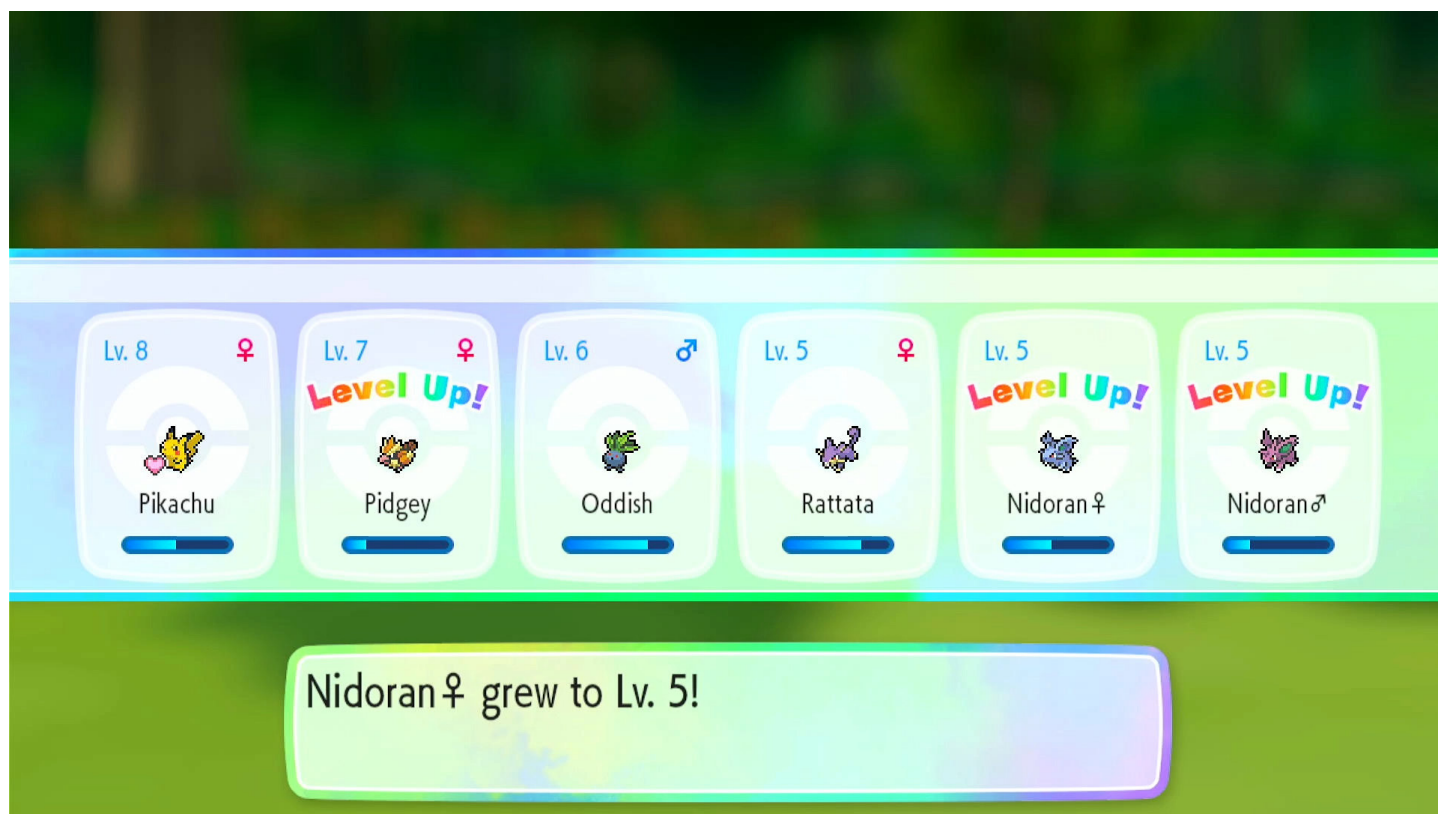 Lv. 8 ♀ Lv. 7 ♀ Lv. 6 ♂ Lv. 5 ♀ Lv. 5 Lv. 5
Level Up! Level Up! Level Up!
Pikachu Pidgey Oddish Rattata Nidoran♀ Nidoran♂
Nidoran♀ grew to Lv. 5!